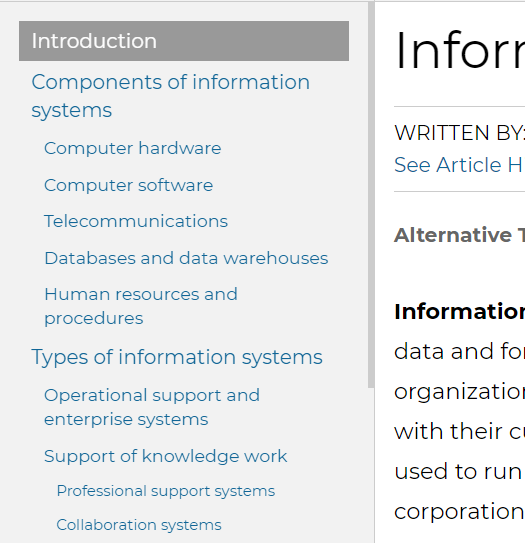 Introduction
Components of information
systems
Computer hardware
Computer software
Telecommunications
Databases and data warehouses
Human resources and
procedures
Types of information systems
Operational support and
enterprise systems
Support of knowledge work
Professional support systems
Collaboration systems
Infor
WRITTEN BY:
See Article H
Alternative T
Information
data and for
organization
with their cu
used to run
corporation